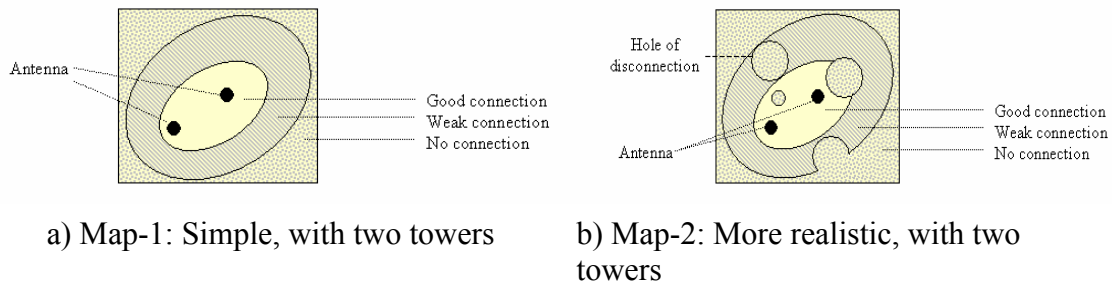 Antenna
Good connection
Weak connection
No connection
Hole of
disconnection
Good connection
Weak connection
No connection
Antenna
a) Map-1: Simple, with two towers
b) Map-2: More realistic, with two
towers